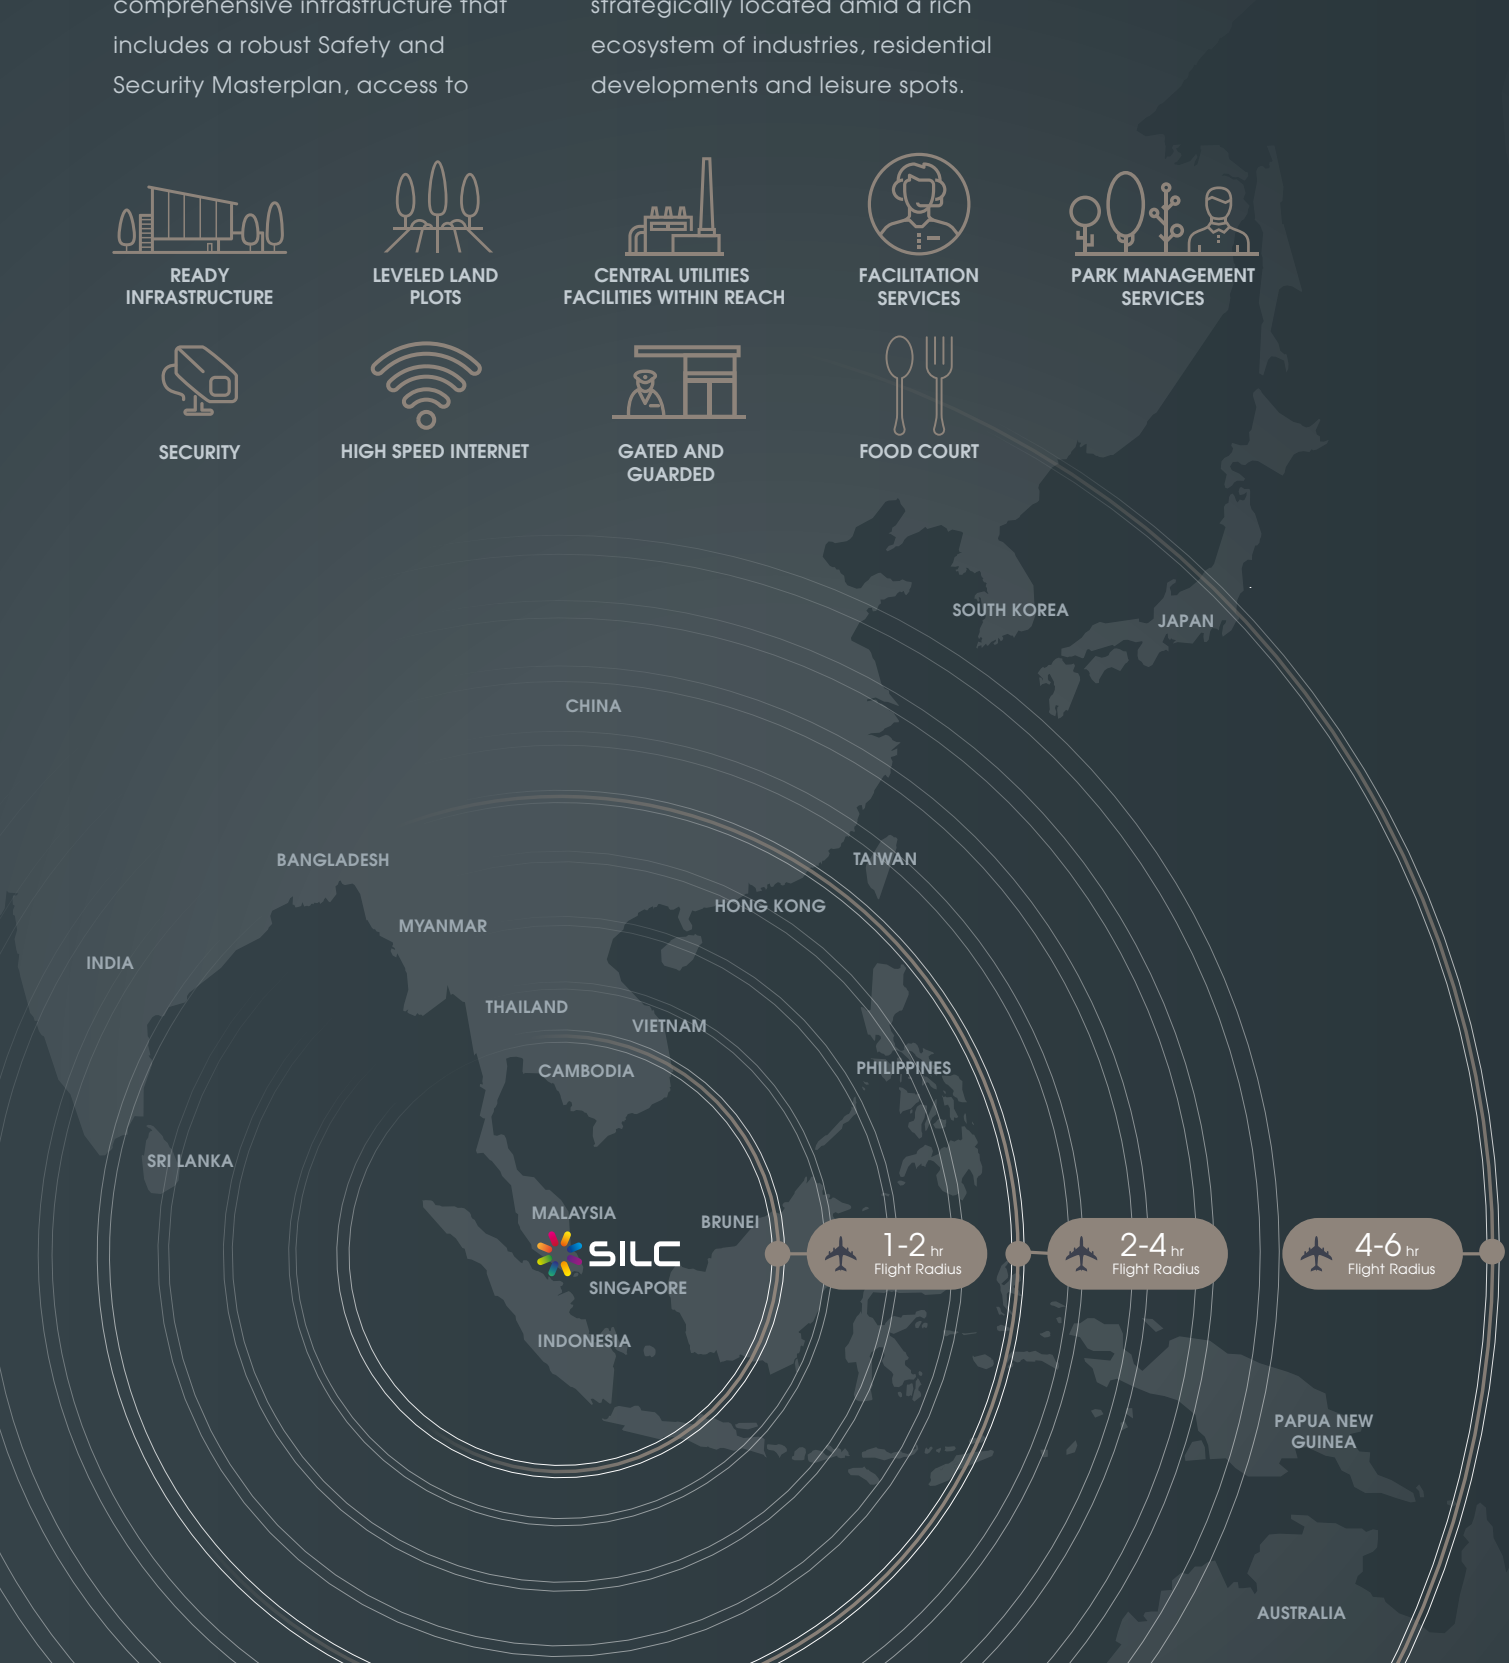 comprehensive infrastructure that
includes a robust Safety and
Security Masterplan, access to
strategically located amid a rich
ecosystem of industries, residential
developments and leisure spots.
READY
INFRASTRUCTURE
LEVELED LAND
PLOTS
CENTRAL UTILITIES
FACILITIES WITHIN REACH
FACILITATION
SERVICES
PARK MANAGEMENT
SERVICES
SECURITY
HIGH SPEED INTERNET
GATED AND
GUARDED
FOOD COURT
SOUTH KOREA
JAPAN
CHINA
BANGLADESH
TAIWAN
HONG KONG
MYANMAR
INDIA
THAILAND
VIETNAM
CAMBODIA
PHILIPPINES
SRI LANKA
MALAYSIA
BRUNEI
SILC
SINGAPORE
INDONESIA
1-2 hr
Flight Radius
2-4 hr
Flight Radius
4-6 hr
Flight Radius
PAPUA NEW
GUINEA
AUSTRALIA